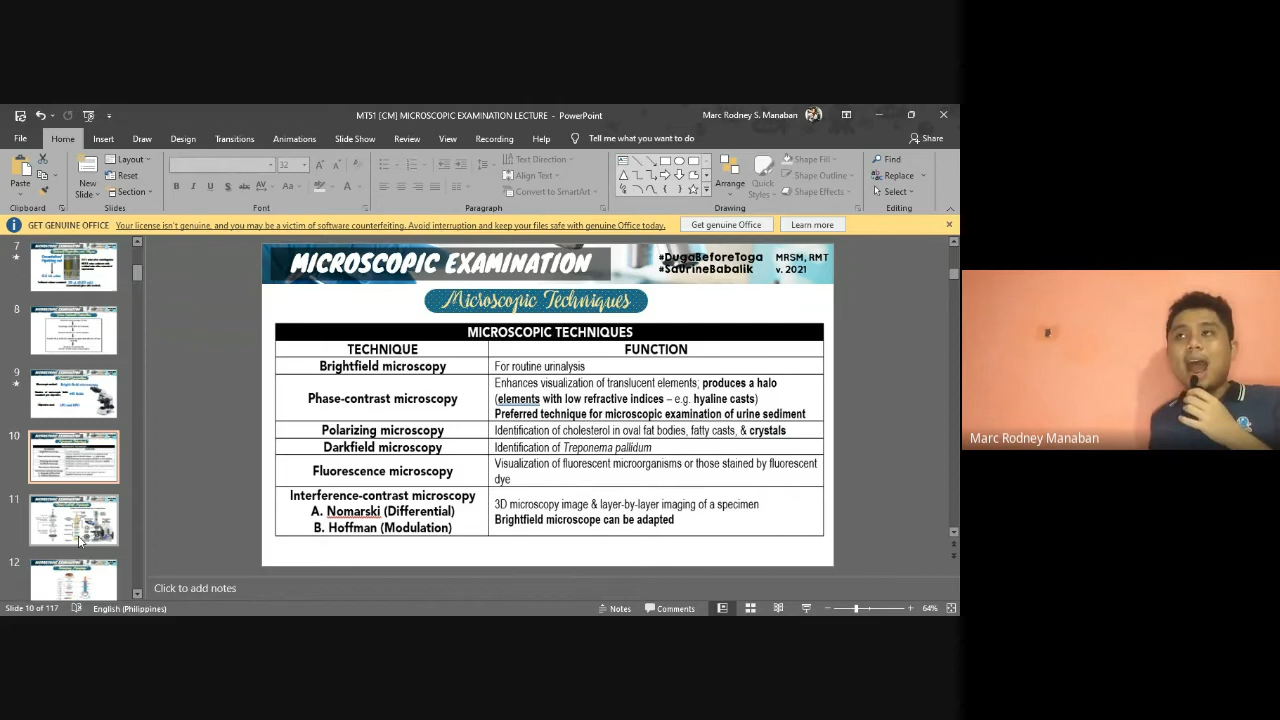 MT51 [CM] MICROSCOPIC EXAMINATION LECTURE - PowerPoint
Marc Rodney S. Manaban
File Home Insert Draw Design Transitions Animations Slide Show Review View Recording Help Tell me what you want to do Share
Paste
New Slide
Layout
Reset
Section
32
Text Direction
Align Text
Convert to SmartArt
Arrange
Quick Styles
Shape Fill
Shape Outline
Shape Effects
Find
Replace
Select
Clipboard Slides Font Paragraph Drawing Editing
GET GENUINE OFFICE Your license isn't genuine, and you may be a victim of software counterfeiting. Avoid interruption and keep your files safe with genuine Office today. Get genuine Office Learn more
7
8
9
10
11
12
MICROSCOPIC EXAMINATION
#DugaBeforeToga
#SaurineBabalik
MRSM, RMT
v. 2021
Microscopic Techniques
MICROSCOPIC TECHNIQUES
TECHNIQUE FUNCTION
Brightfield microscopy For routine urinalysis
Phase-contrast microscopy Enhances visualization of translucent elements; produces a halo
(elements with low refractive indices – e.g. hyaline casts)
Preferred technique for microscopic examination of urine sediment
Polarizing microscopy Identification of cholesterol in oval fat bodies, fatty casts, & crystals
Darkfield microscopy Identification of Treponema pallidum
Fluorescence microscopy Visualization of fluorescent microorganisms or those stained by fluorescent
dye
Interference-contrast microscopy
A. Nomarski (Differential)
B. Hoffman (Modulation)
3D microscopy image & layer-by-layer imaging of a specimen
Brightfield microscope can be adapted
Click to add notes
Slide 10 of 117 English (Philippines) Notes Comments 64%
Marc Rodney Manaban